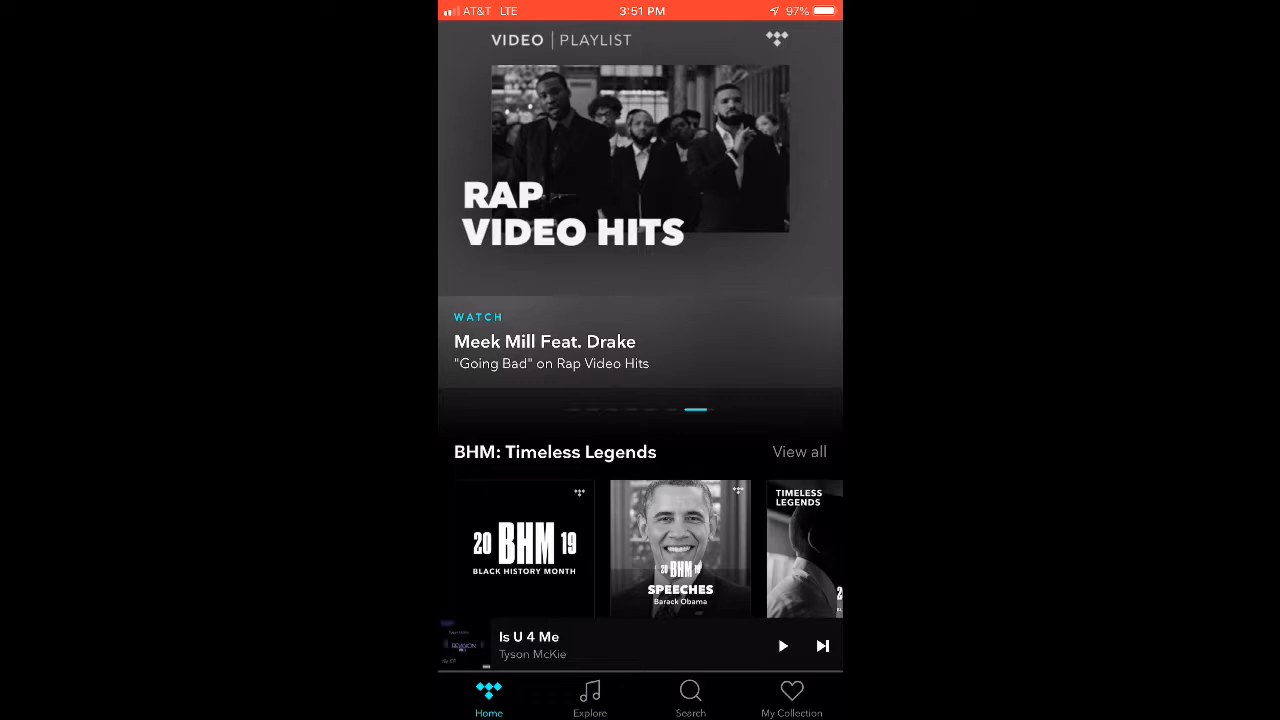 AT&T LTE 3:51 PM 97%
VIDEO PLAYLIST
RAP
VIDEO HITS
WATCH
Meek Mill Feat. Drake
"Going Bad" on Rap Video Hits
BHM: Timeless Legends View all
20 BHM 19
BLACK HISTORY MONTH
20 BHM 19
SPEECHES
Barack Obama
TIMELESS
LEGENDS
REVISION
Is U 4 Me
Tyson McKie
Home Explore Search My Collection